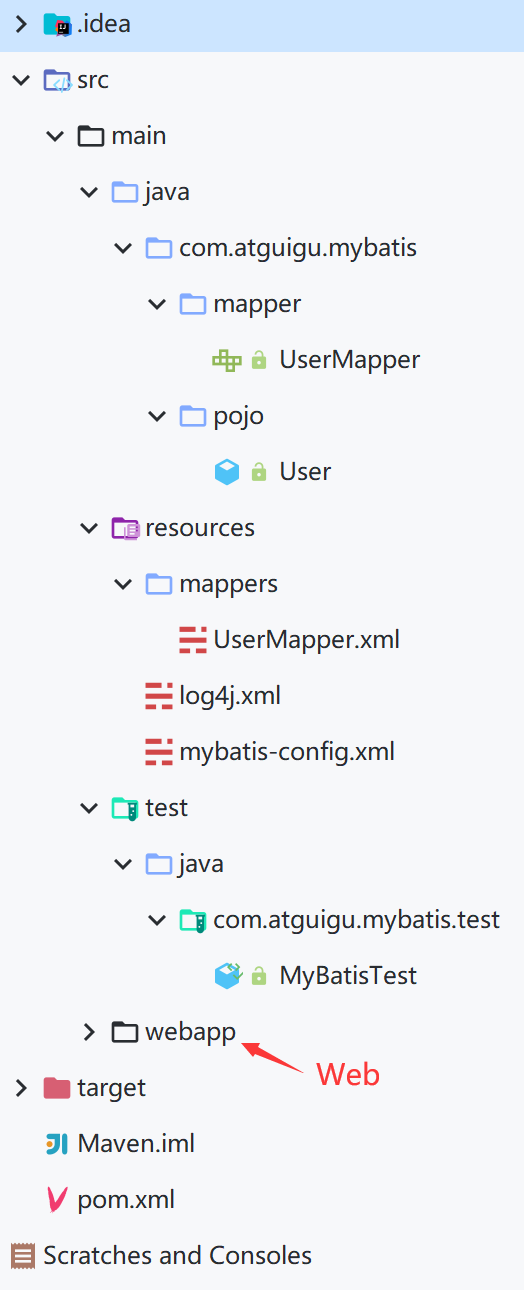 .idea
src
main
java
com.atguigu.mybatis
mapper
UserMapper
pojo
User
resources
mappers
UserMapper.xml
log4j.xml
mybatis-config.xml
test
java
com.atguigu.mybatis.test
MyBatisTest
webapp
Web
target
Maven.iml
pom.xml
Scratches and Consoles